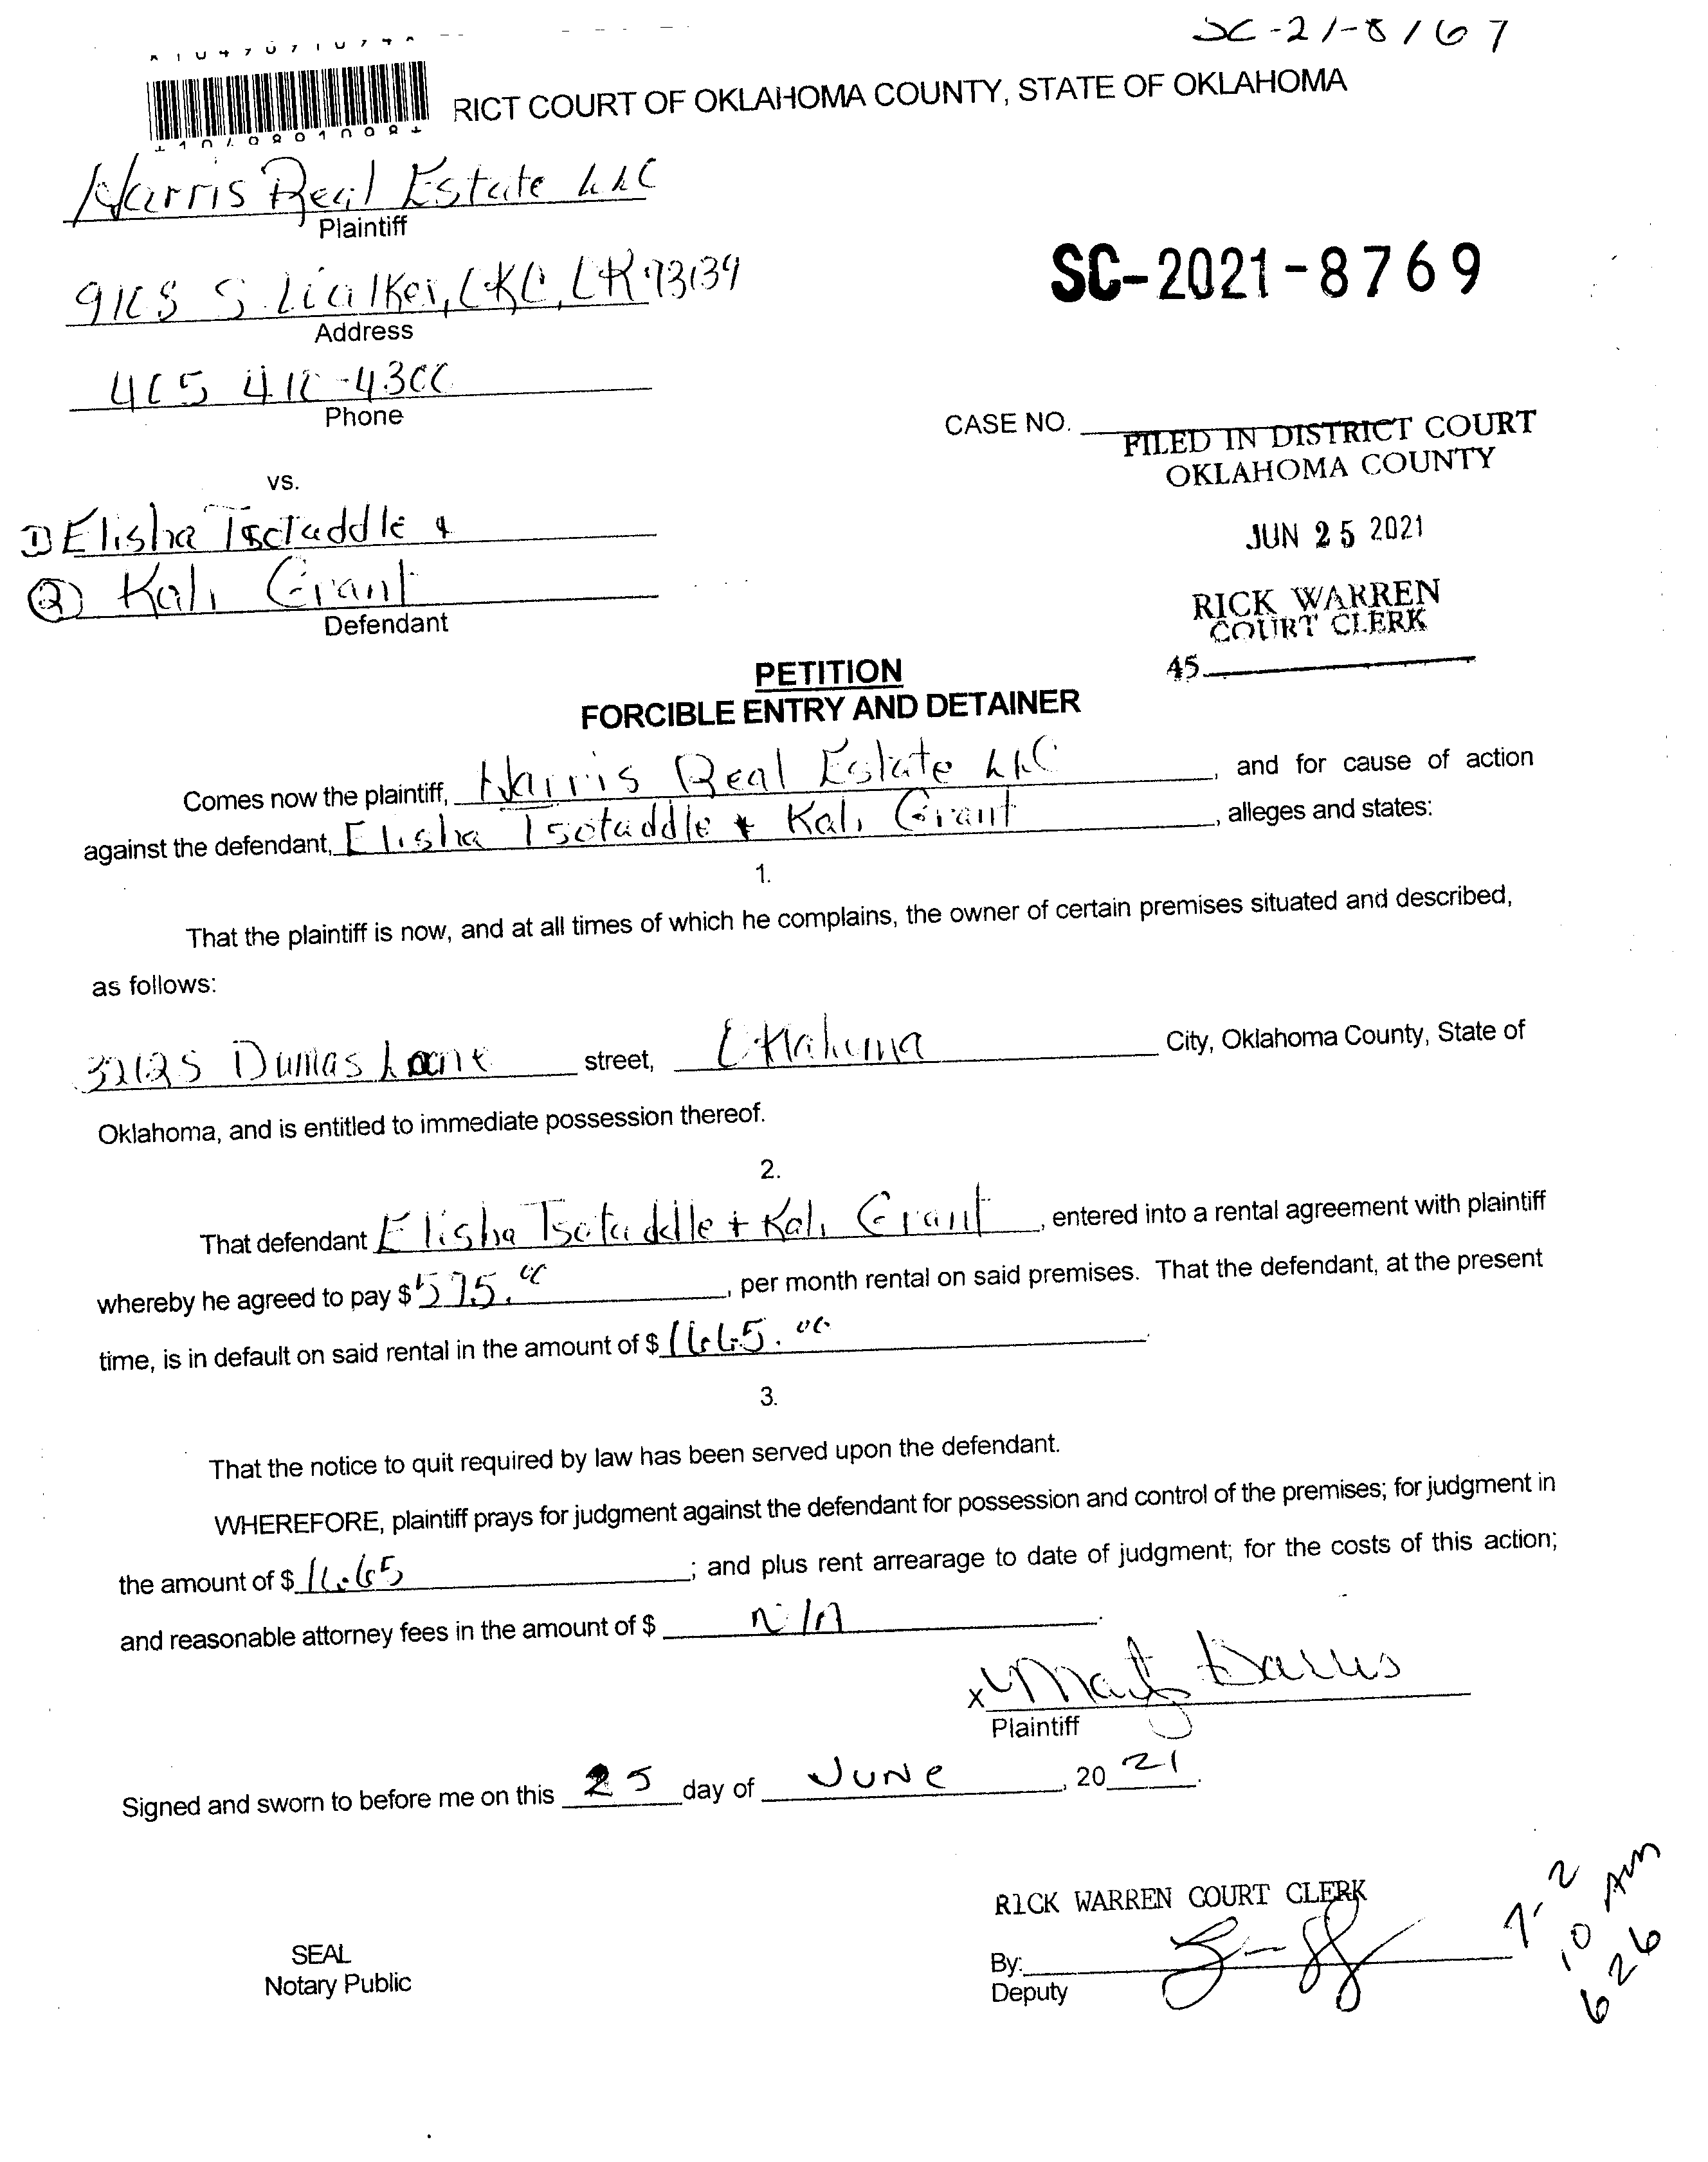 SC-21-8167
RICT COURT OF OKLAHOMA COUNTY, STATE OF OKLAHOMA
Harris Real Estate LLC
Plaintiff
9108 S. Walker, OKC, OK 73139
Address
SC-2021-8769
405 410-4300
Phone
CASE NO.
FILED IN DISTRICT COURT
OKLAHOMA COUNTY
vs.
JUN 25 2021
1) Elisha Tsotaddle &
2) Kali Grant
Defendant
RICK WARREN
COURT CLERK
45
PETITION
FORCIBLE ENTRY AND DETAINER
Comes now the plaintiff, Harris Real Estate LLC, and for cause of action
against the defendant, Elisha Tsotaddle + Kali Grant, alleges and states:
1.
That the plaintiff is now, and at all times of which he complains, the owner of certain premises situated and described,
as follows:
Dumas Lane street, Oklahoma City, Oklahoma County, State of
Oklahoma, and is entitled to immediate possession thereof.
2.
That defendant Elisha Tsotaddle + Kali Grant, entered into a rental agreement with plaintiff
whereby he agreed to pay $ 575.00, per month rental on said premises. That the defendant, at the present
time, is in default on said rental in the amount of $ 1665.00.
3.
That the notice to quit required by law has been served upon the defendant.
WHEREFORE, plaintiff prays for judgment against the defendant for possession and control of the premises; for judgment in
the amount of $ 1665; and plus rent arrearage to date of judgment; for the costs of this action;
and reasonable attorney fees in the amount of $ N/A.
x Marty Harris
Plaintiff
Signed and sworn to before me on this 25 day of June, 2021.
RICK WARREN COURT CLERK
SEAL
Notary Public
By:
Deputy
7-2
10 Am
626